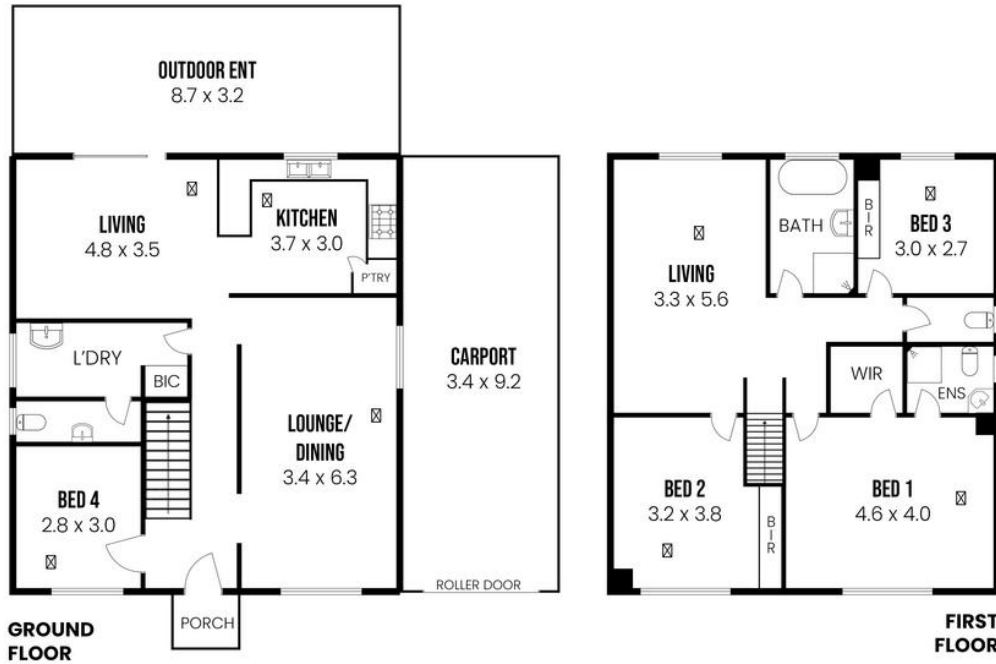 OUTDOOR ENT
8.7 x 3.2
LIVING
4.8 x 3.5
KITCHEN
3.7 x 3.0
P'TRY
L'DRY
BIC
CARPORT
3.4 x 9.2
LOUNGE/
DINING
3.4 x 6.3
BED 4
2.8 x 3.0
ROLLER DOOR
PORCH
GROUND
FLOOR
BATH
B
I
R
BED 3
3.0 x 2.7
LIVING
3.3 x 5.6
WIR
ENS
BED 2
3.2 x 3.8
B
I
R
BED 1
4.6 x 4.0
FIRST
FLOOR